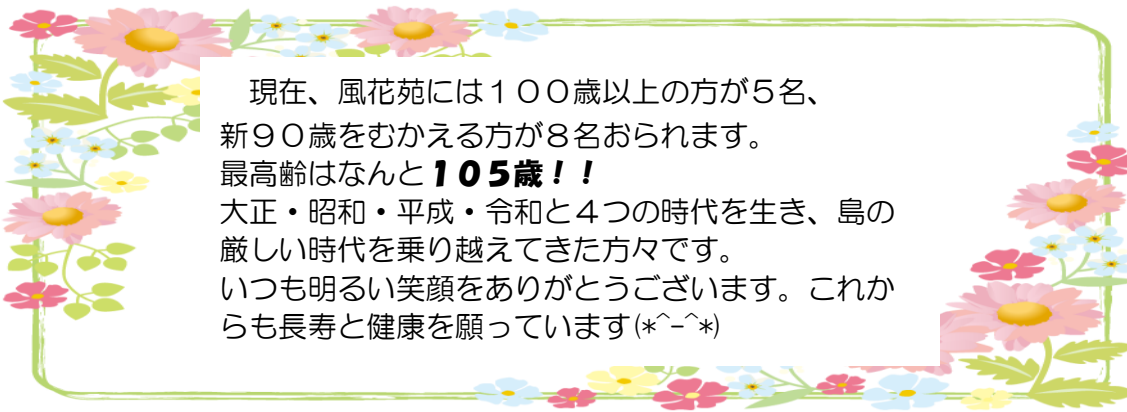 現在、風花苑には１００歳以上の方が５名、
新９０歳をむかえる方が８名おられます。
最高齢はなんと１０５歳！！
大正・昭和・平成・令和と４つの時代を生き、島の
厳しい時代を乗り越えてきた方々です。
いつも明るい笑顔をありがとうございます。これか
らも長寿と健康を願っています(*^-^*)